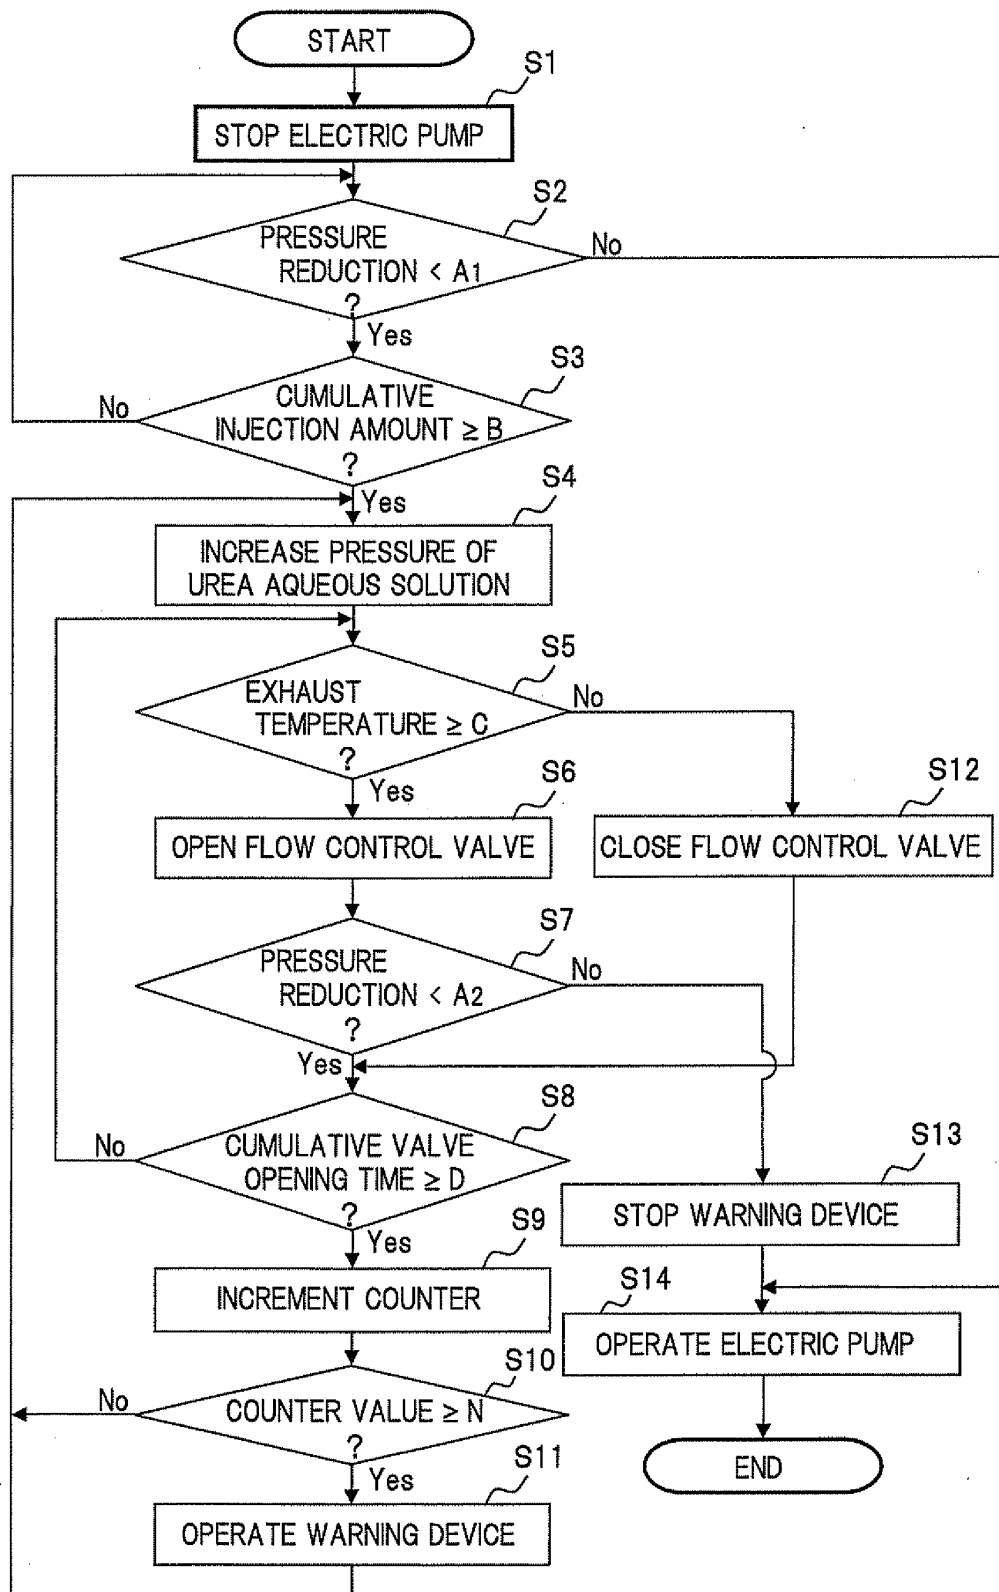 START
S1
STOP ELECTRIC PUMP
S2
PRESSURE
REDUCTION < A1
?
No
Yes
S3
CUMULATIVE
INJECTION AMOUNT ≥ B
?
No
Yes
S4
INCREASE PRESSURE OF
UREA AQUEOUS SOLUTION
S5
EXHAUST
TEMPERATURE ≥ C
?
No
Yes
S6
OPEN FLOW CONTROL VALVE
S12
CLOSE FLOW CONTROL VALVE
S7
PRESSURE
REDUCTION < A2
?
No
Yes
S8
CUMULATIVE VALVE
OPENING TIME ≥ D
?
No
Yes
S13
STOP WARNING DEVICE
S9
INCREMENT COUNTER
S14
OPERATE ELECTRIC PUMP
S10
COUNTER VALUE ≥ N
?
No
Yes
END
S11
OPERATE WARNING DEVICE